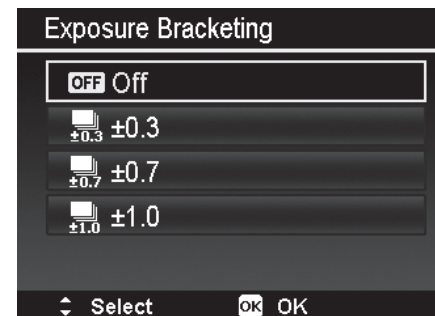 Exposure Bracketing
OFF Off
±0.3 ±0.3
±0.7 ±0.7
±1.0 ±1.0
Select OK OK